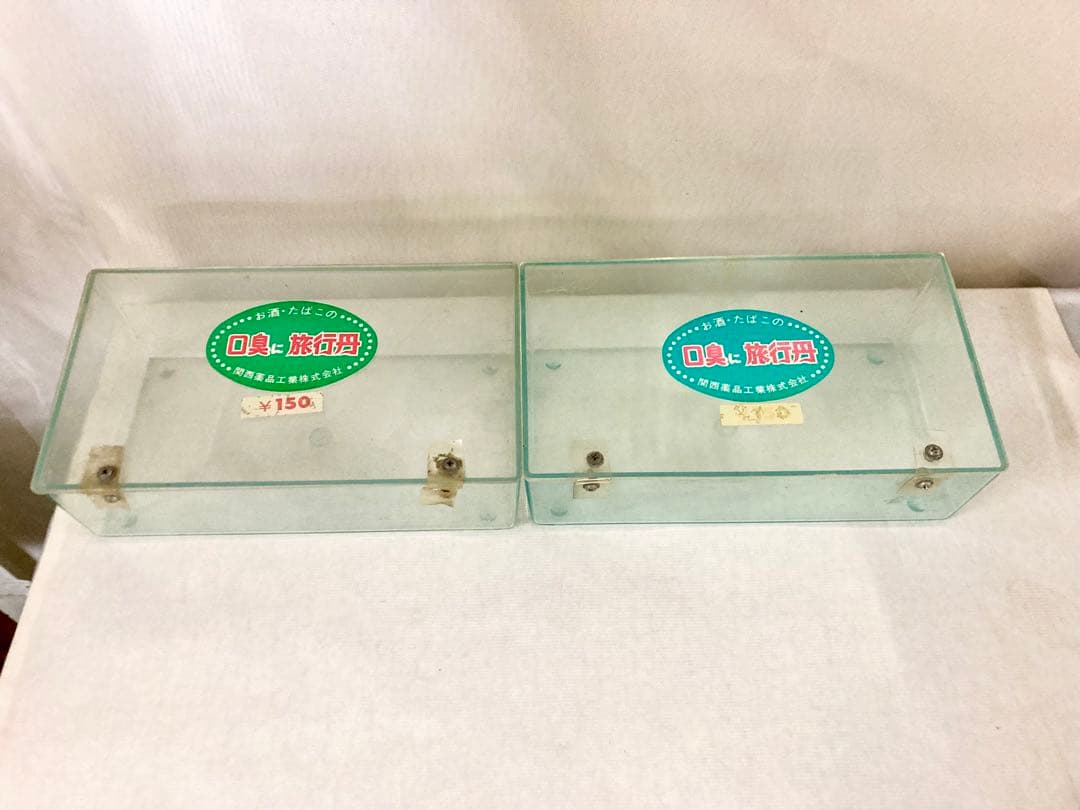 お酒・たばこの
口臭に 旅行丹
関西薬品工業株式会社
¥150
お酒・たばこの
口臭に 旅行丹
関西薬品工業株式会社